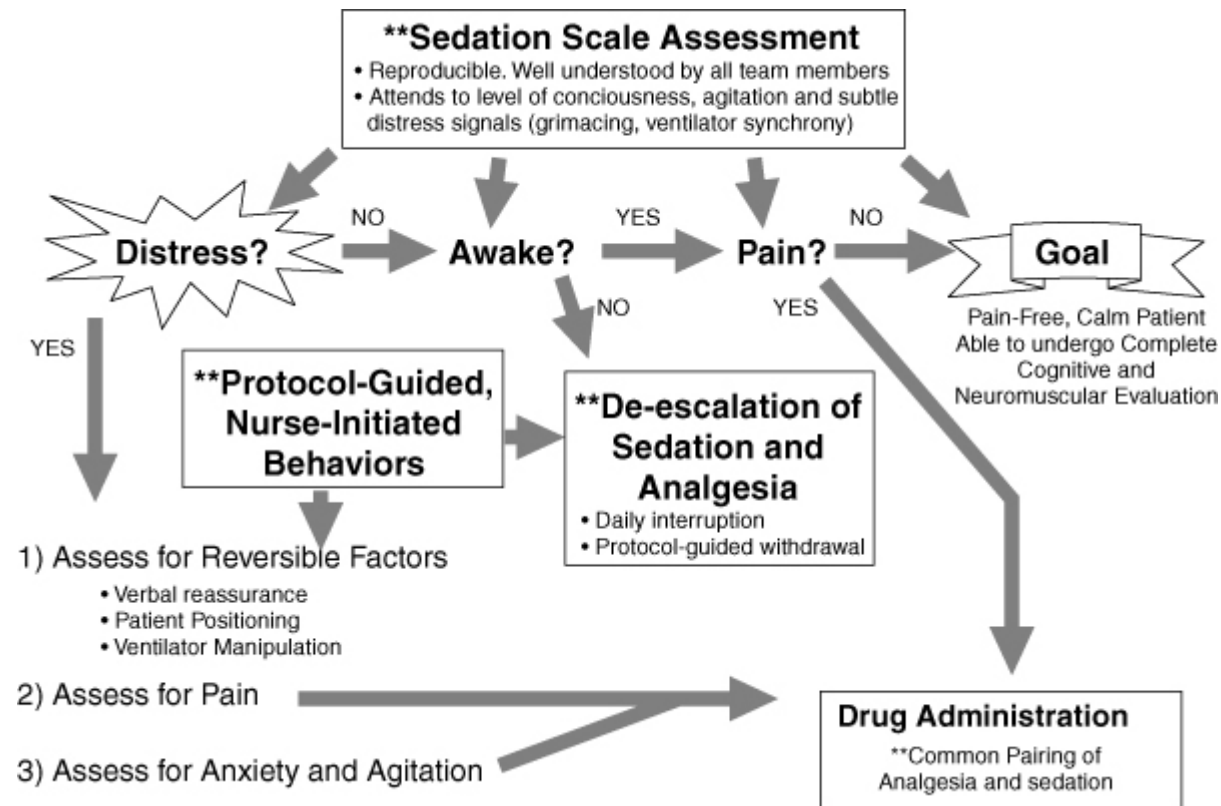 **Sedation Scale Assessment
• Reproducible. Well understood by all team members
• Attends to level of conciousness, agitation and subtle
distress signals (grimacing, ventilator synchrony)
Distress?
NO
Awake?
YES
Pain?
NO
Goal
YES
NO
YES
Pain-Free, Calm Patient
Able to undergo Complete
Cognitive and
Neuromuscular Evaluation
**Protocol-Guided,
Nurse-Initiated
Behaviors
**De-escalation of
Sedation and
Analgesia
• Daily interruption
• Protocol-guided withdrawal
1) Assess for Reversible Factors
• Verbal reassurance
• Patient Positioning
• Ventilator Manipulation
2) Assess for Pain
3) Assess for Anxiety and Agitation
Drug Administration
**Common Pairing of
Analgesia and sedation